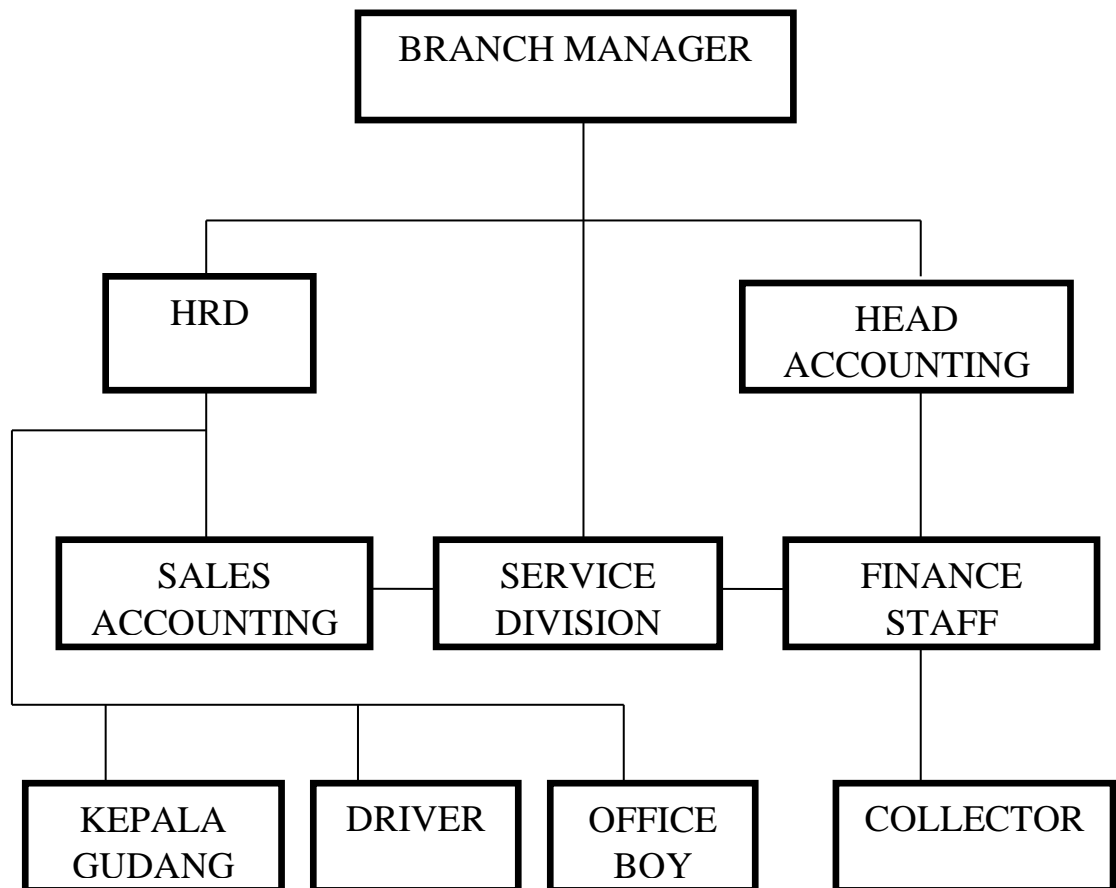 BRANCH MANAGER
HRD
HEAD
ACCOUNTING
SALES
ACCOUNTING
SERVICE
DIVISION
FINANCE
STAFF
KEPALA
GUDANG
DRIVER
OFFICE
BOY
COLLECTOR